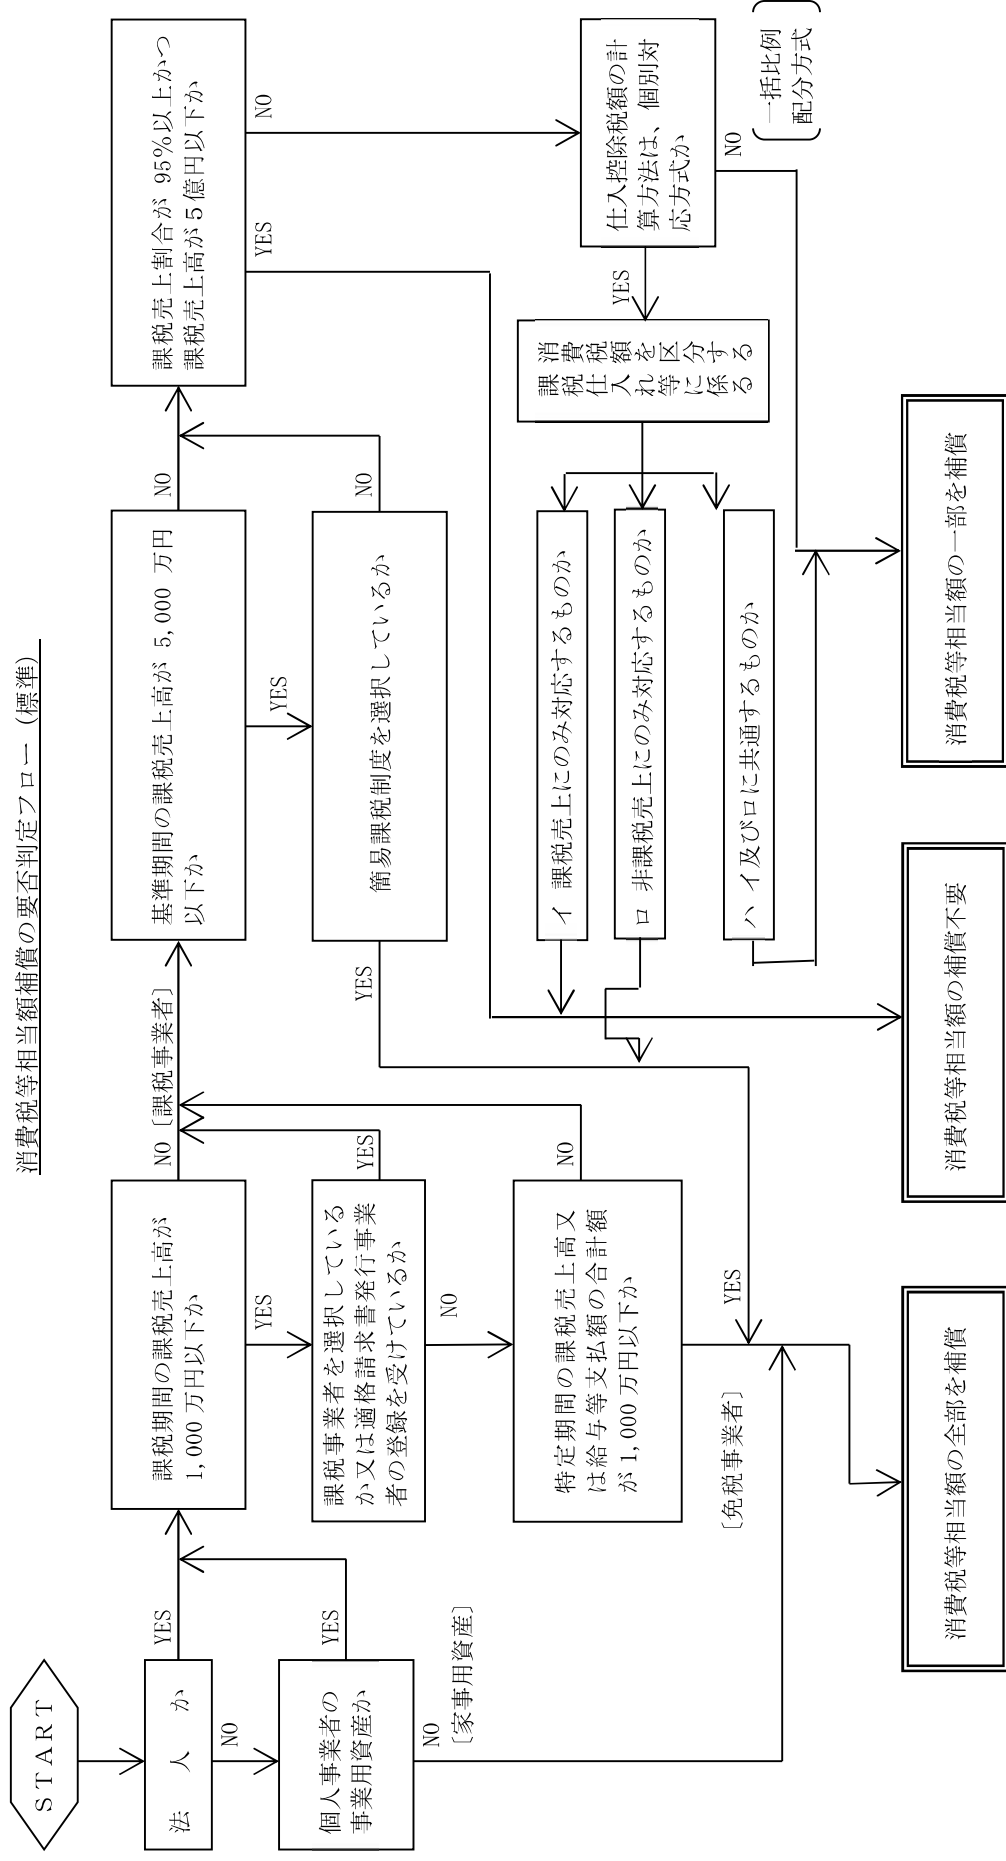 消費税等相当額補償の要否判定フロー（標準）
START
法人か
YES
NO
個人事業者の
事業用資産か
YES
NO
〔家事用資産〕
課税期間の課税売上高が
1,000 万円以下か
NO〔課税事業者〕
YES
課税事業者を選択している
か又は適格請求書発行事業
者の登録を受けているか
YES
NO
特定期間の課税売上高又
は給与等支払額の合計額
が 1,000 万円以下か
NO
YES
〔免税事業者〕
基準期間の課税売上高が 5,000 万円
以下か
NO
YES
簡易課税制度を選択しているか
NO
YES
課税売上割合が 95%以上かつ
課税売上高が５億円以下か
NO
YES
仕入控除税額の計
算方法は、個別対
応方式か
YES
NO
一括比例
配分方式
課税仕入れ等に係る
消費税額を区分する
イ 課税売上にのみ対応するものか
ロ 非課税売上にのみ対応するものか
ハ イ及びロに共通するものか
消費税等相当額の全部を補償
消費税等相当額の補償不要
消費税等相当額の一部を補償